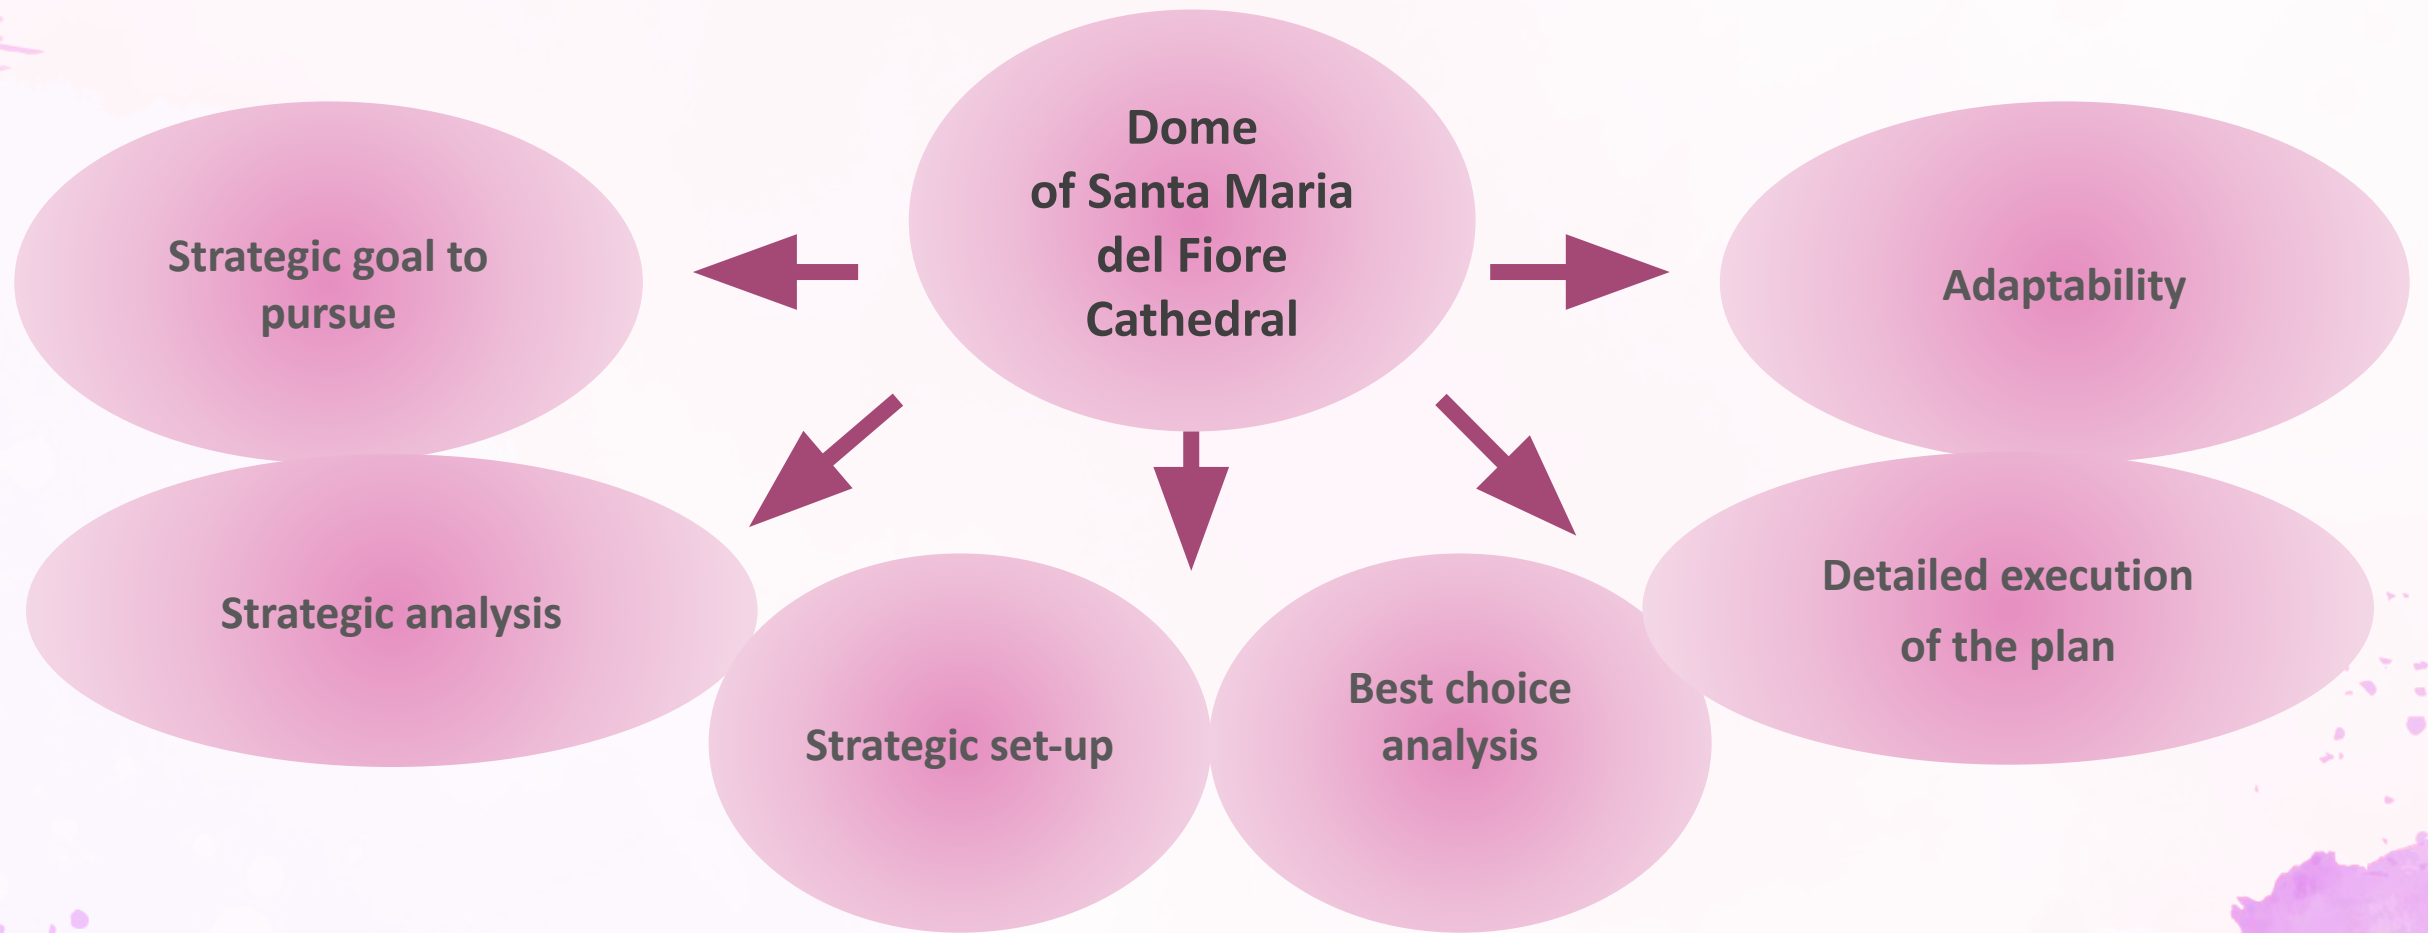 Dome
of Santa Maria
del Fiore
Cathedral
Strategic goal to
pursue
Adaptability
Strategic analysis
Detailed execution
of the plan
Strategic set-up
Best choice
analysis